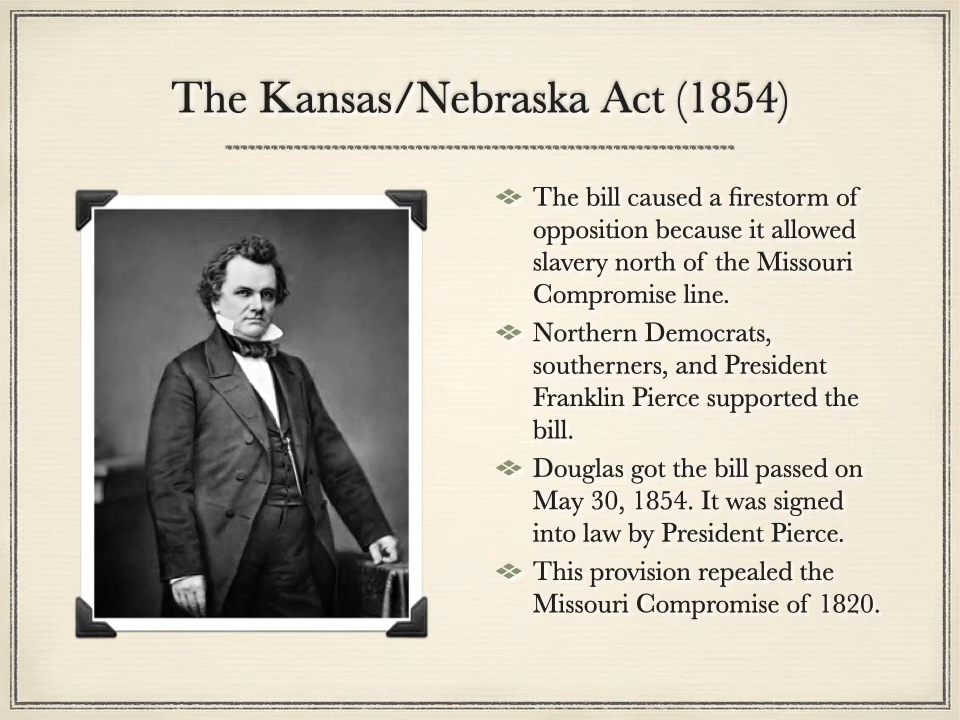 The Kansas/Nebraska Act (1854)
The bill caused a firestorm of
opposition because it allowed
slavery north of the Missouri
Compromise line.
Northern Democrats,
southerners, and President
Franklin Pierce supported the
bill.
Douglas got the bill passed on
May 30, 1854. It was signed
into law by President Pierce.
This provision repealed the
Missouri Compromise of 1820.